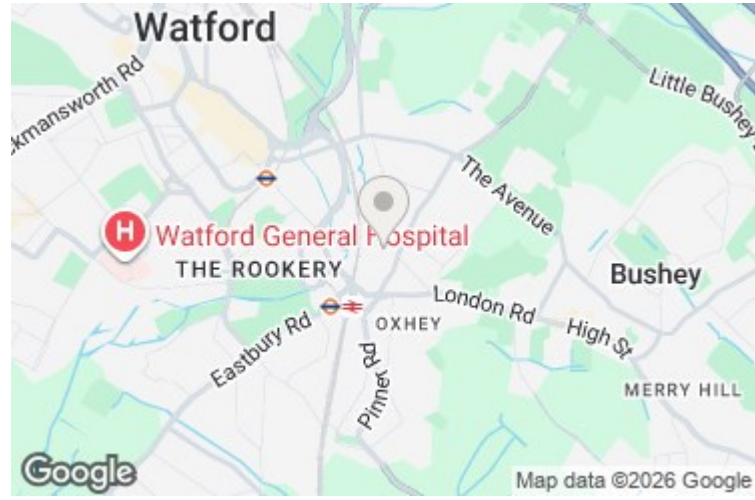 Watford
ckmansworth Rd
Little Bushey
The Avenue
H
Watford General Hospital
THE ROOKERY
Bushey
London Rd
High St
OXHEY
Eastbury Rd
Pinner Rd
MERRY HILL
Google
Map data ©2026 Google